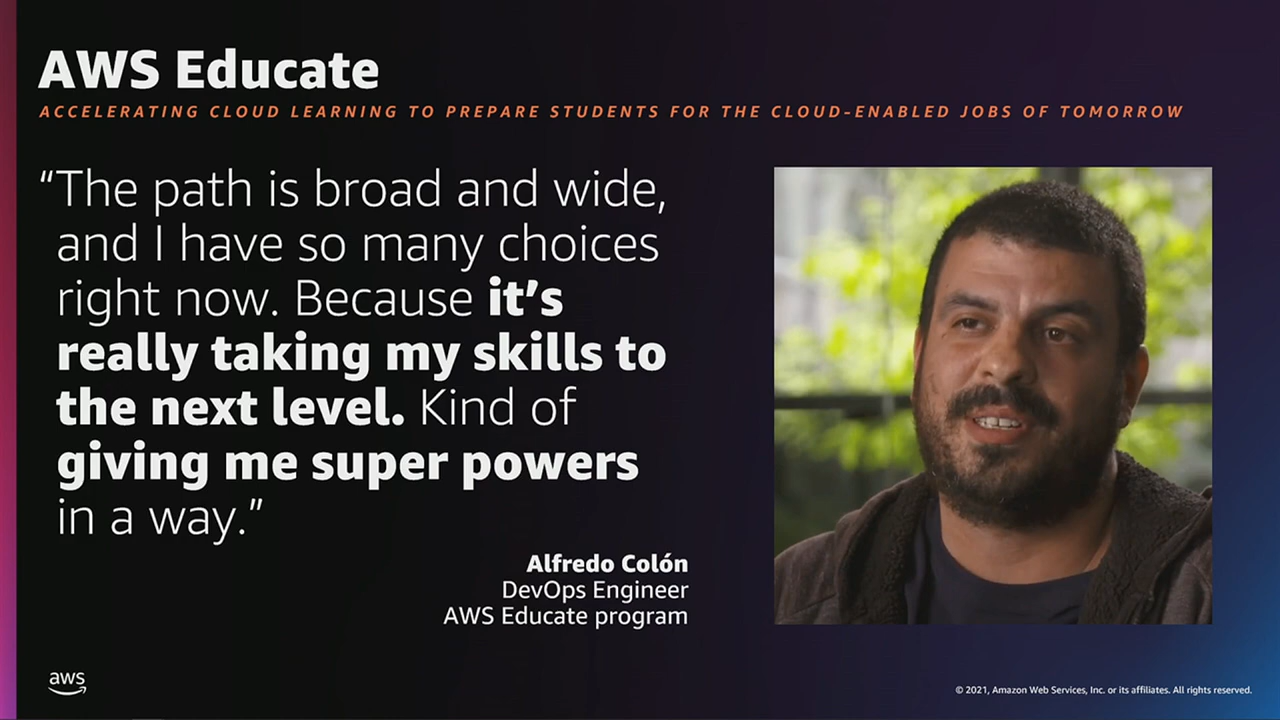 AWS Educate
ACCELERATING CLOUD LEARNING TO PREPARE STUDENTS FOR THE CLOUD-ENABLED JOBS OF TOMORROW
“The path is broad and wide,
and I have so many choices
right now. Because it’s
really taking my skills to
the next level. Kind of
giving me super powers
in a way.”
Alfredo Colón
DevOps Engineer
AWS Educate program
aws
© 2021, Amazon Web Services, Inc. or its affiliates. All rights reserved.